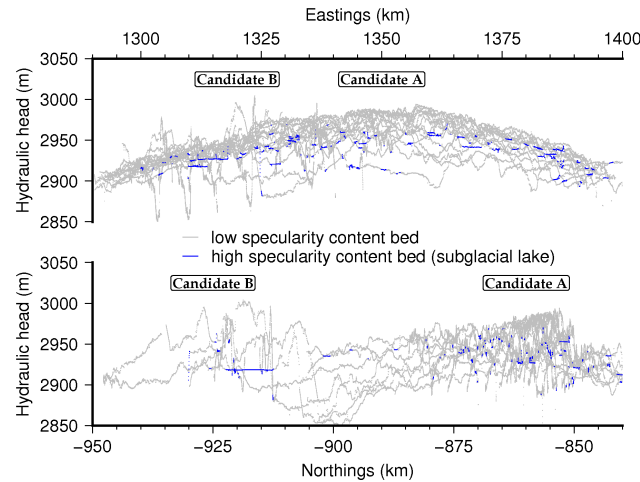 Eastings (km)
1300 1325 1350 1375 1400
3050
3000
2950
2900
2850
Hydraulic head (m)
Candidate B Candidate A
low specularity content bed
high specularity content bed (subglacial lake)
3050
3000
2950
2900
2850
Hydraulic head (m)
Candidate B Candidate A
−950 −925 −900 −875 −850
Northings (km)